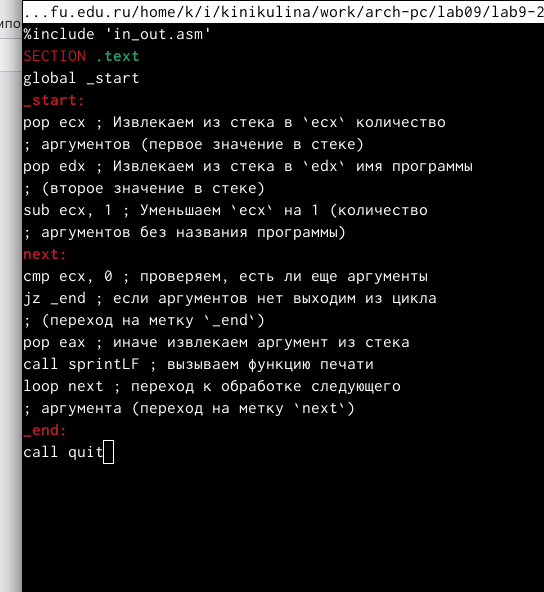 ...fu.edu.ru/home/k/i/kinikulina/work/arch-pc/lab09/lab9-2
%include 'in_out.asm'
SECTION .text
global _start
_start:
pop ecx ; Извлекаем из стека в `ecx` количество
; аргументов (первое значение в стеке)
pop edx ; Извлекаем из стека в `edx` имя программы
; (второе значение в стеке)
sub ecx, 1 ; Уменьшаем `ecx` на 1 (количество
; аргументов без названия программы)
next:
cmp ecx, 0 ; проверяем, есть ли еще аргументы
jz _end ; если аргументов нет выходим из цикла
; (переход на метку `_end`)
pop eax ; иначе извлекаем аргумент из стека
call sprintLF ; вызываем функцию печати
loop next ; переход к обработке следующего
; аргумента (переход на метку `next`)
_end:
call quit